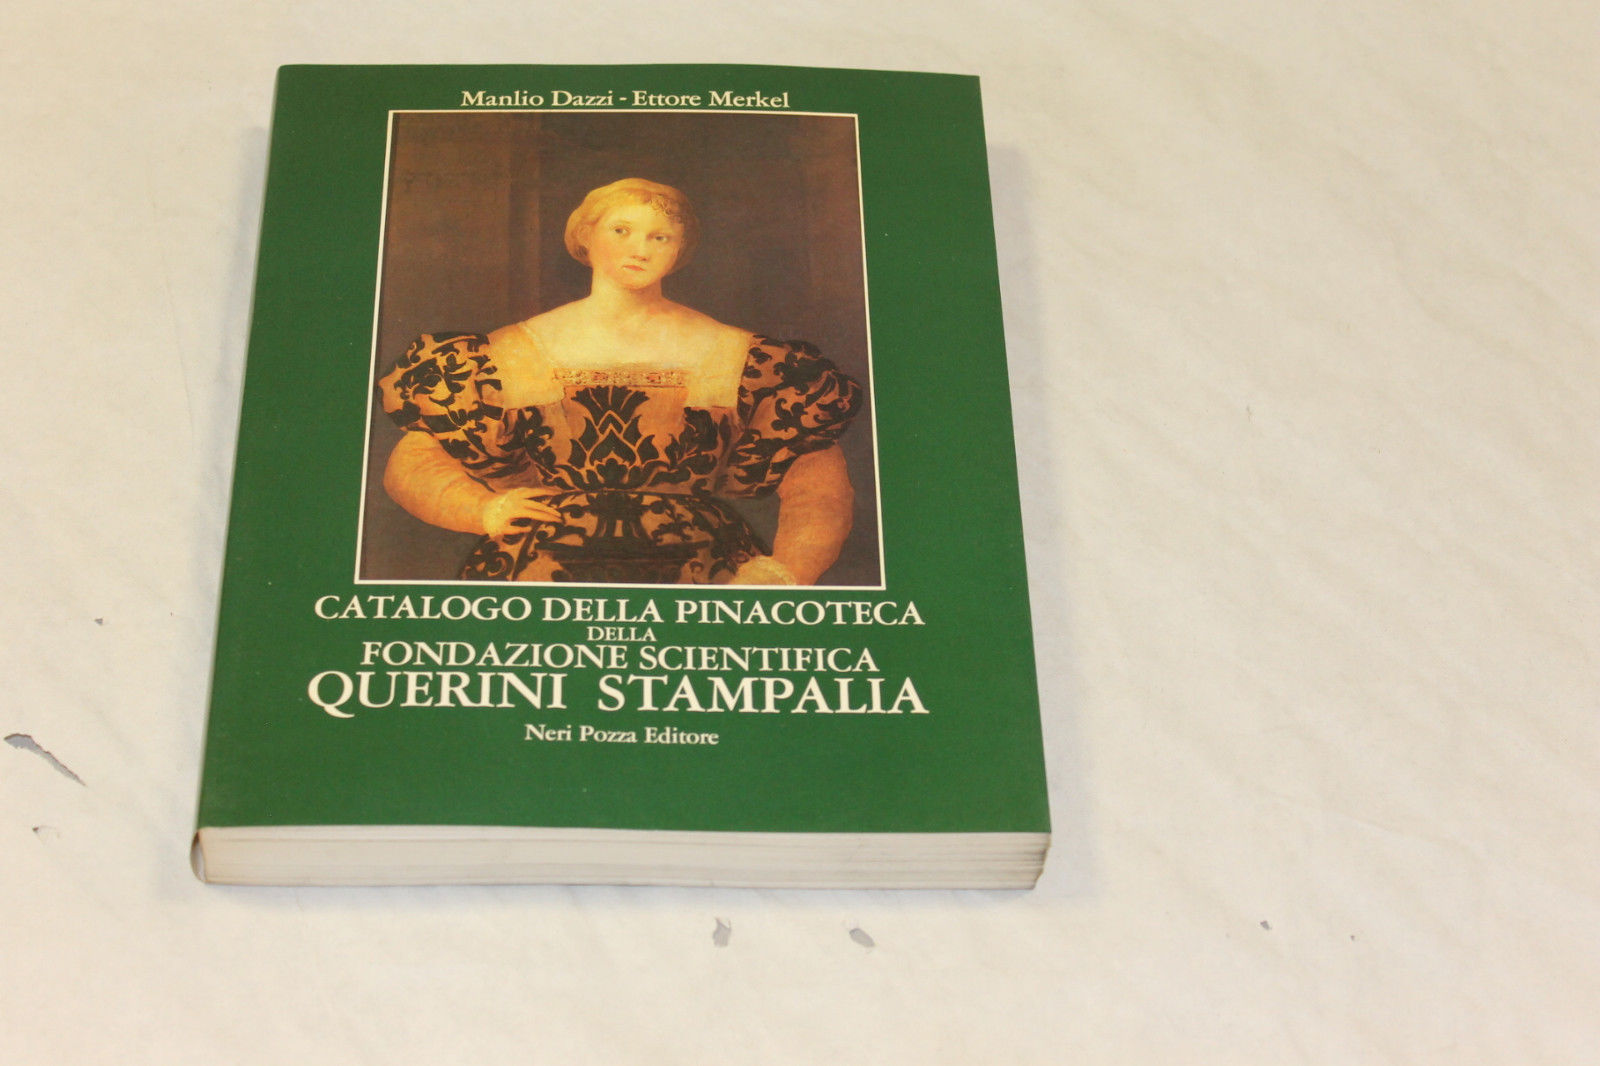 Manlio Dazzi - Ettore Merkel
CATALOGO DELLA PINACOTECA
DELLA
FONDAZIONE SCIENTIFICA
QUERINI STAMPALIA
Neri Pozza Editore